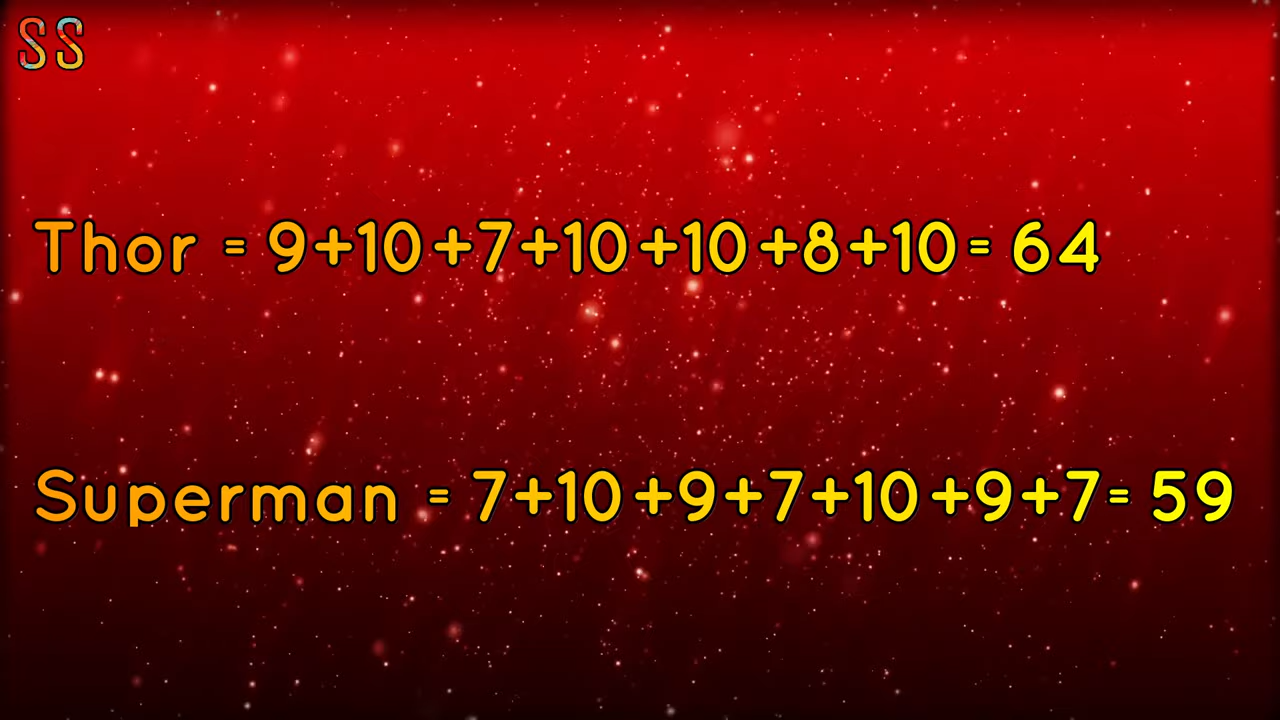 SS
Thor = 9+10+7+10+10+8+10= 64
Superman = 7+10+9+7+10+9+7= 59